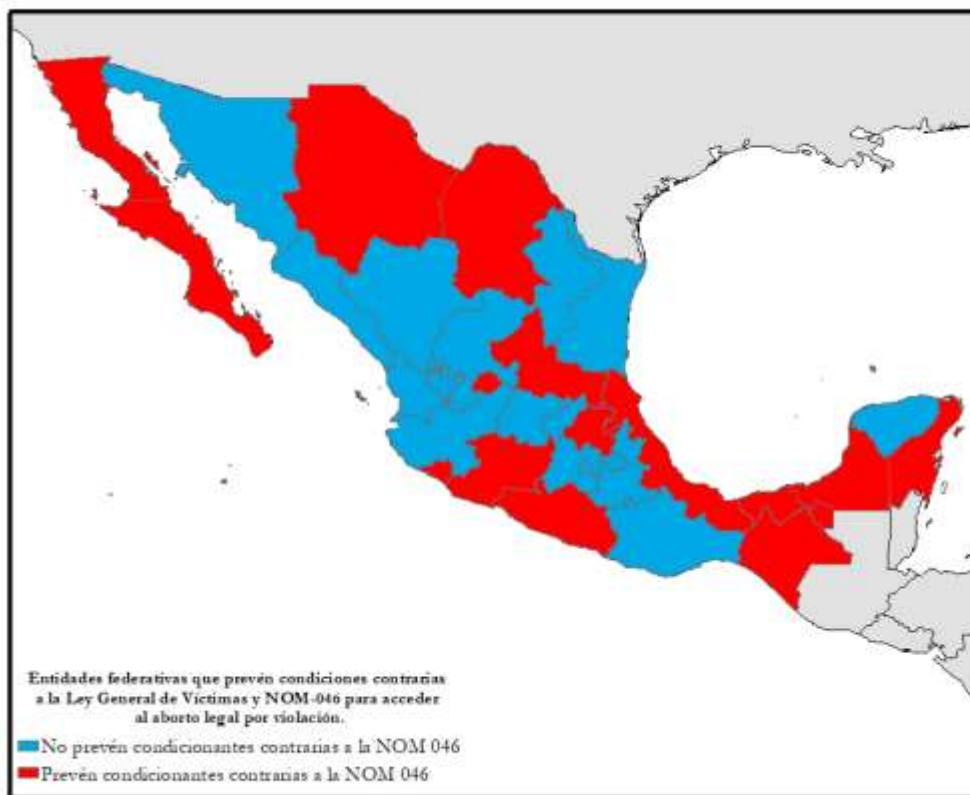 Entidades federativas que prevén condiciones contrarias
a la Ley General de Víctimas y NOM-046 para acceder
al aborto legal por violación.
No prevén condicionantes contrarias a la NOM 046
Prevén condicionantes contrarias a la NOM 046